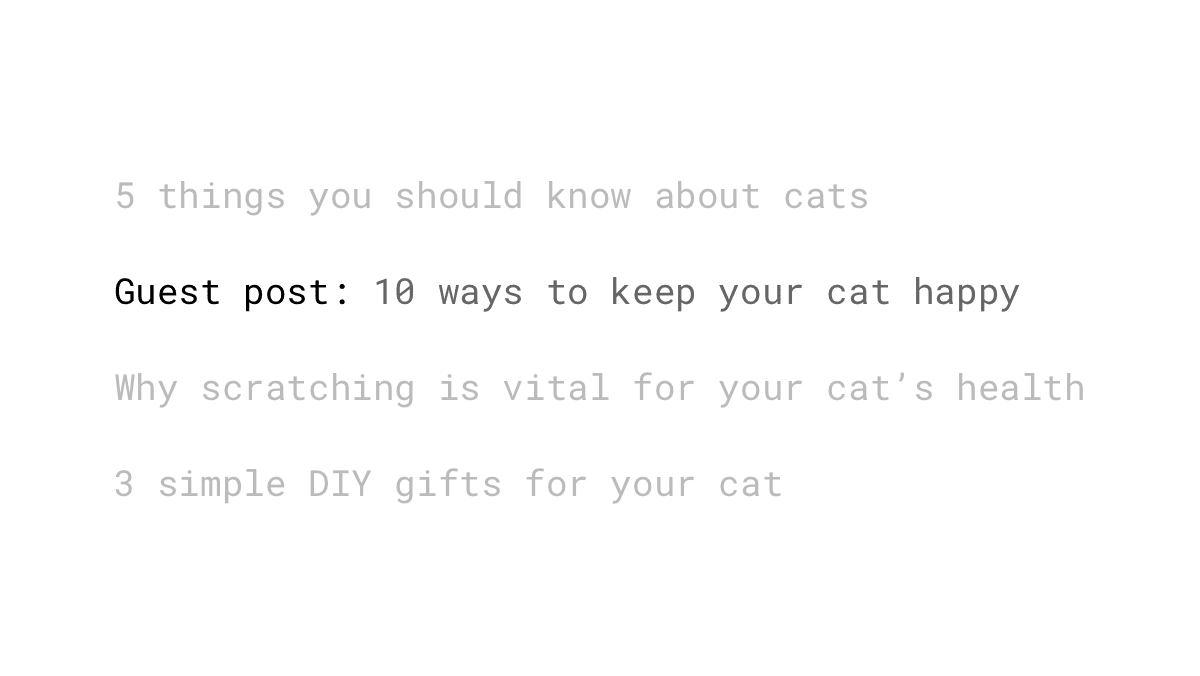 5 things you should know about cats
Guest post: 10 ways to keep your cat happy
Why scratching is vital for your cat’s health
3 simple DIY gifts for your cat